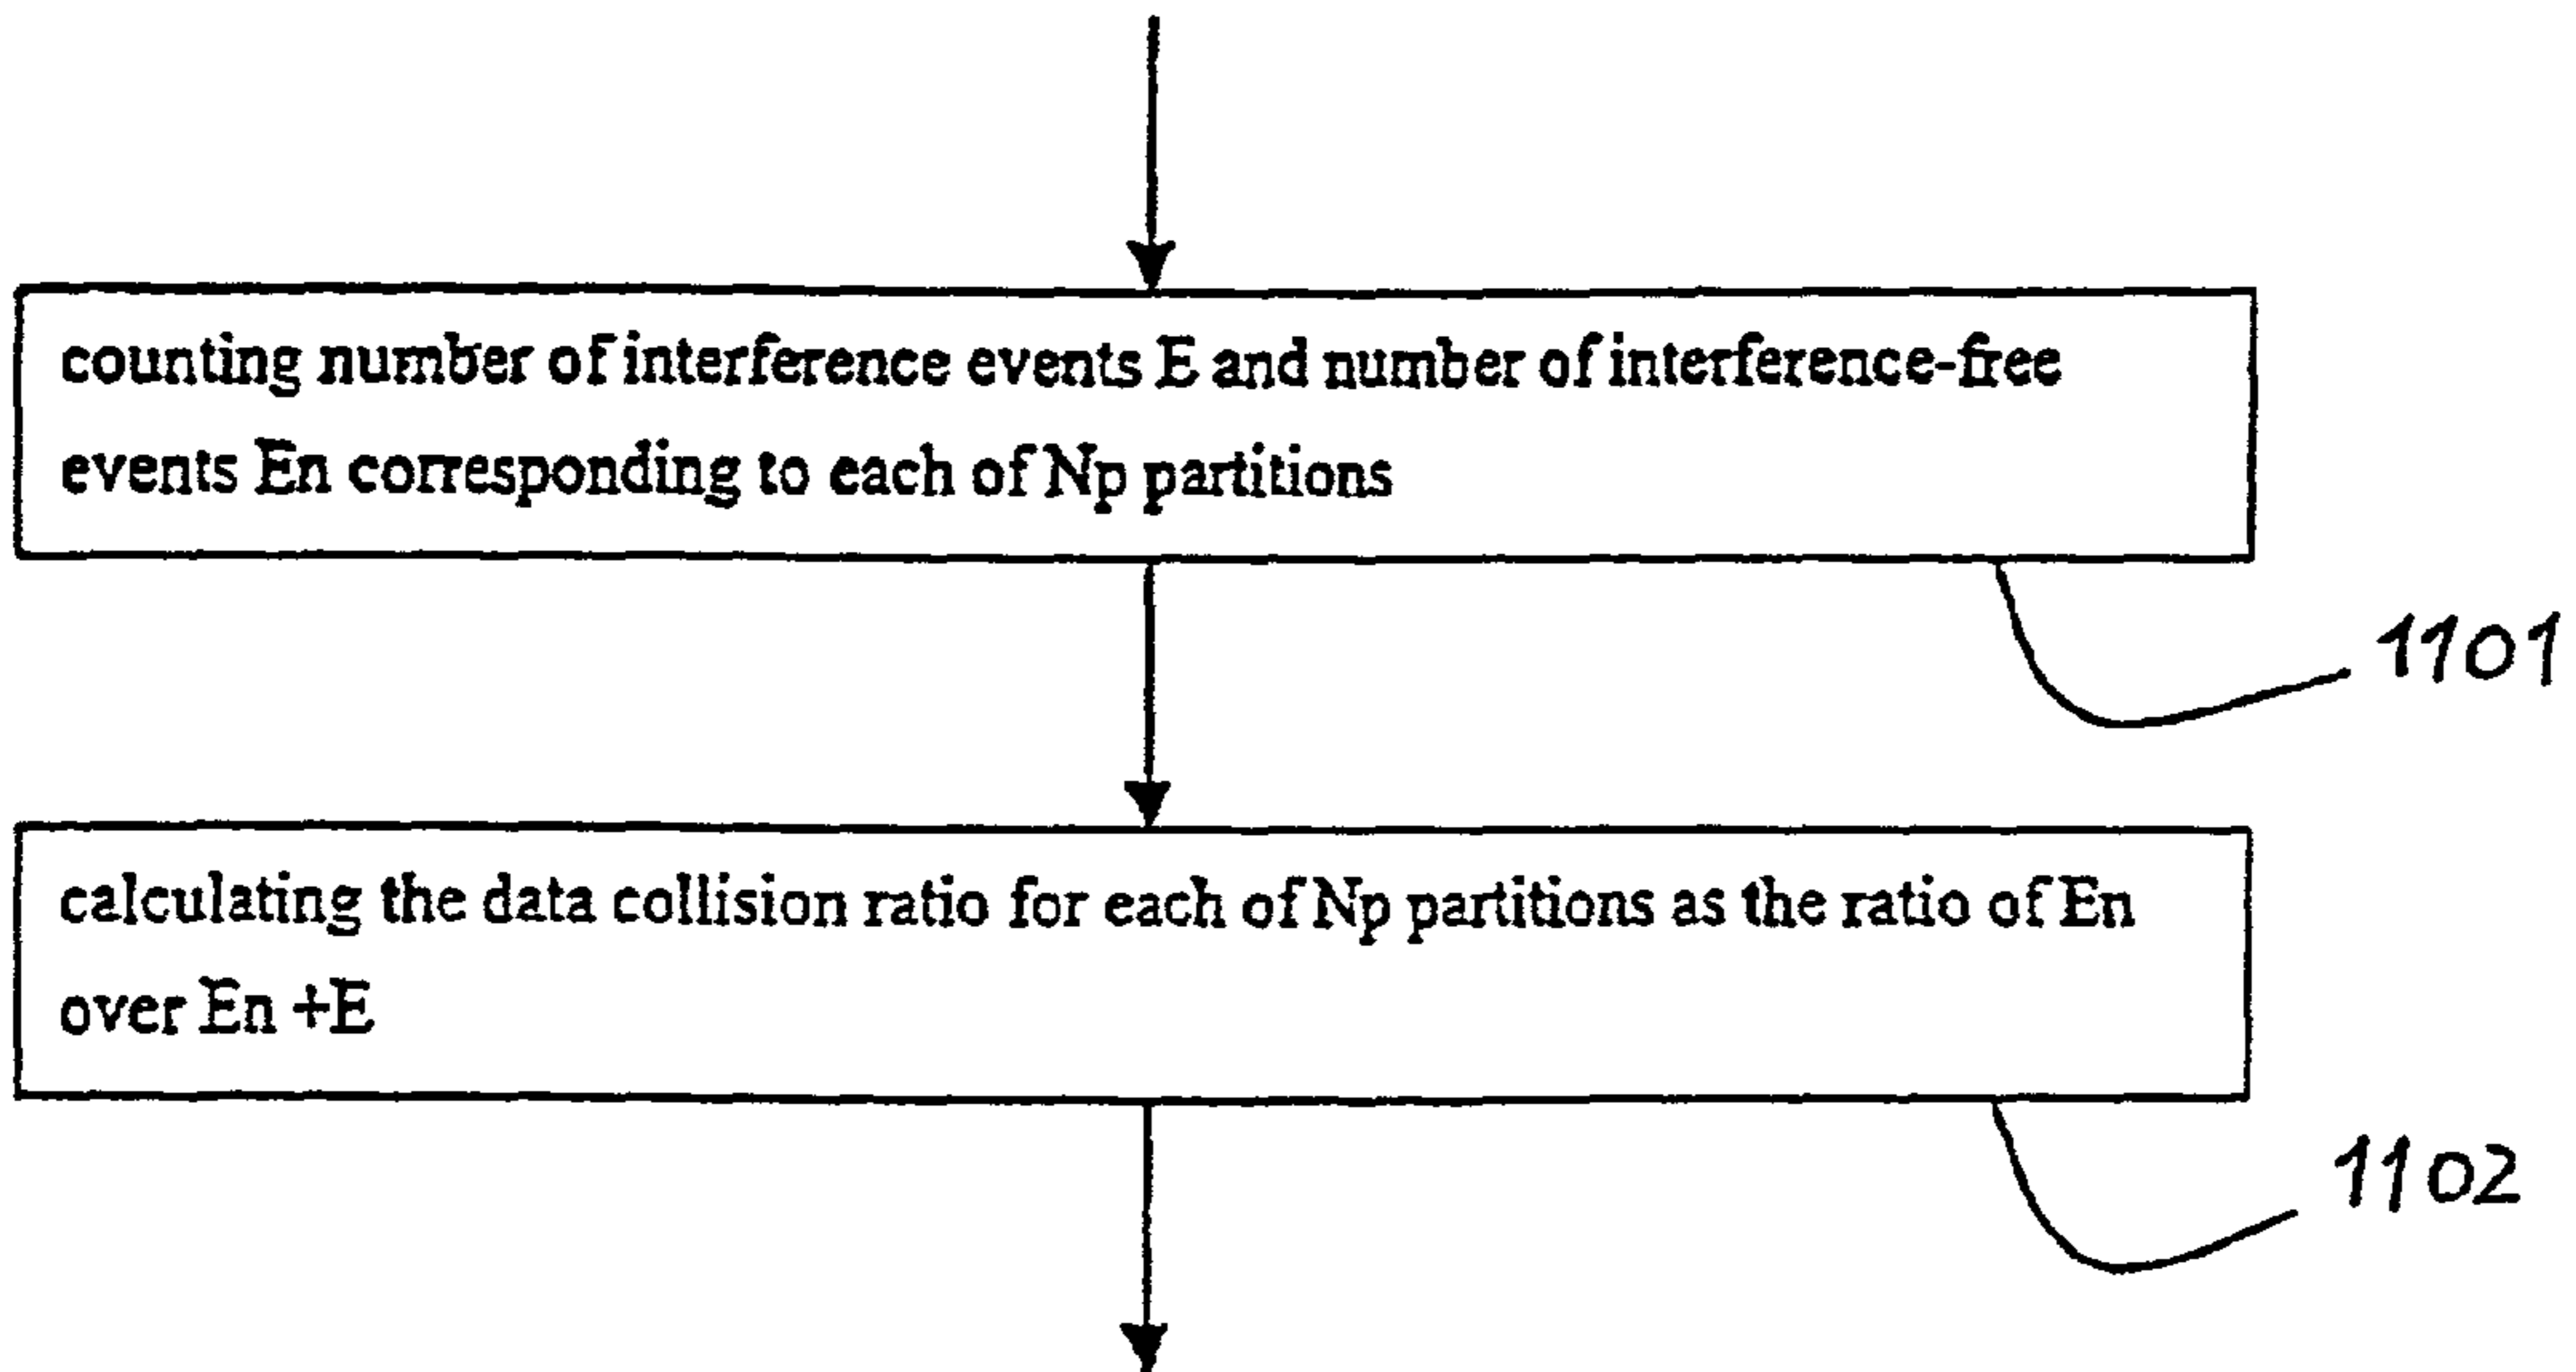 counting number of interference events E and number of interference-free
events En corresponding to each of Np partitions
1101
calculating the data collision ratio for each of Np partitions as the ratio of En
over En +E
1102